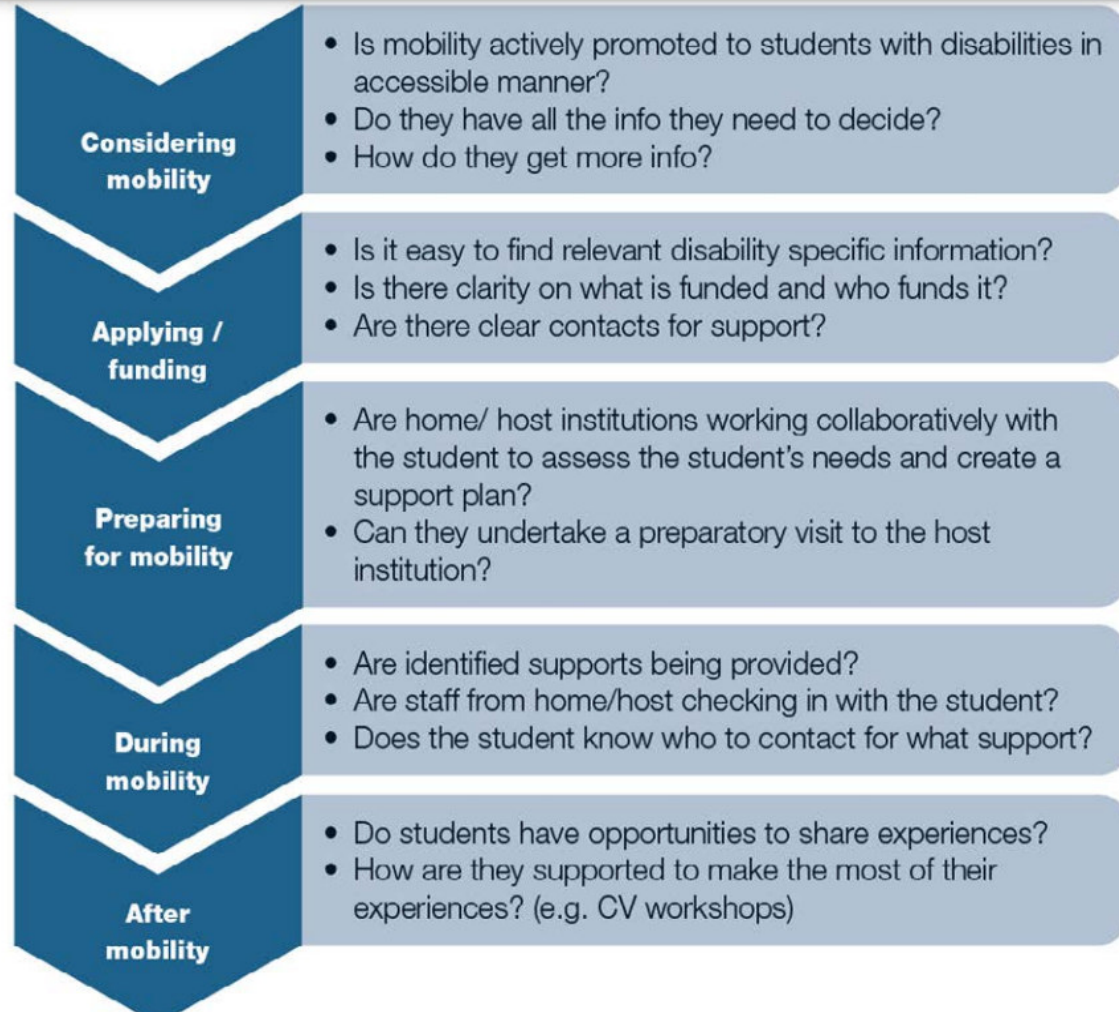 Considering
mobility
• Is mobility actively promoted to students with disabilities in
accessible manner?
• Do they have all the info they need to decide?
• How do they get more info?
Applying /
funding
• Is it easy to find relevant disability specific information?
• Is there clarity on what is funded and who funds it?
• Are there clear contacts for support?
Preparing
for mobility
• Are home/ host institutions working collaboratively with
the student to assess the student's needs and create a
support plan?
• Can they undertake a preparatory visit to the host
institution?
During
mobility
• Are identified supports being provided?
• Are staff from home/host checking in with the student?
• Does the student know who to contact for what support?
After
mobility
• Do students have opportunities to share experiences?
• How are they supported to make the most of their
experiences? (e.g. CV workshops)